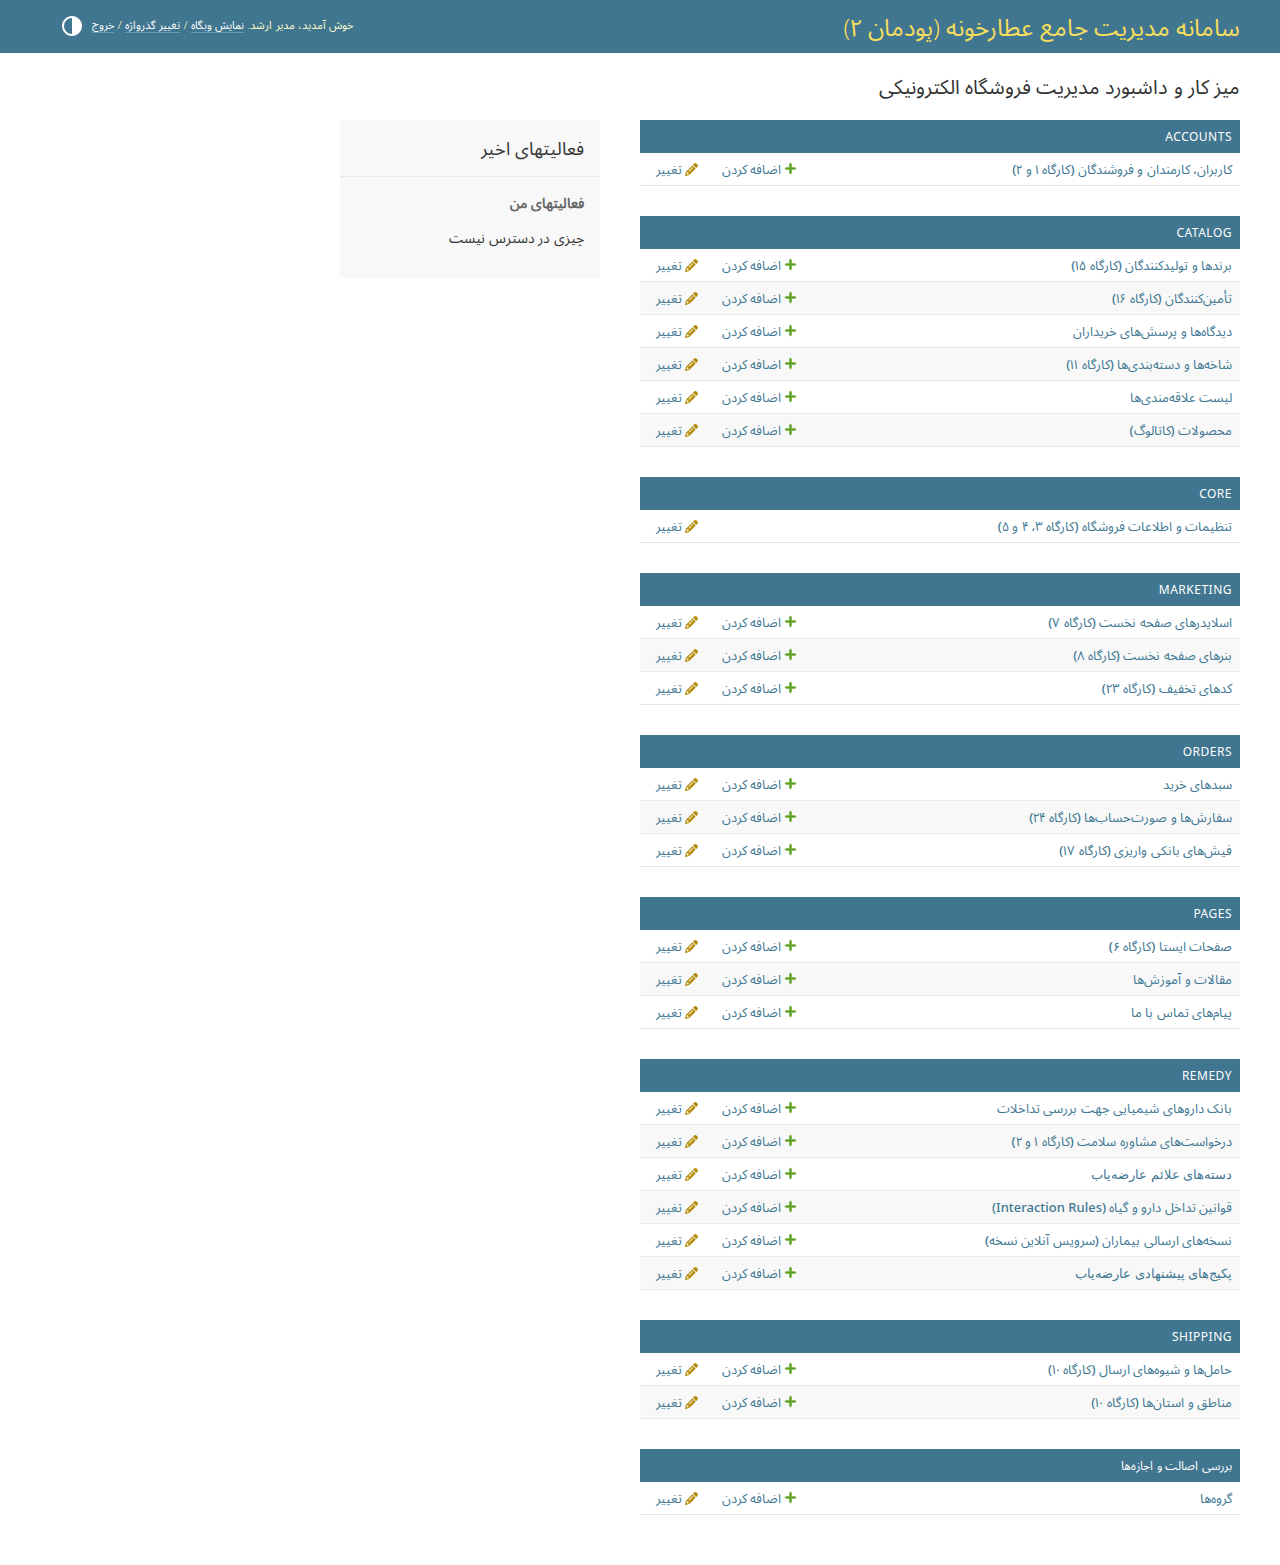 سامانه مدیریت جامع عطارخونه (پودمان ۲)
خوش آمدید، مدیر ارشد. نمایش وبگاه / تغییر گذرواژه / خروج
میز کار و داشبورد مدیریت فروشگاه الکترونیکی
ACCOUNTS
کاربران، کارمندان و فروشندگان (کارگاه ۱ و ۲) اضافه کردن تغییر
CATALOG
برندها و تولیدکنندگان (کارگاه ۱۵) اضافه کردن تغییر
تأمین‌کنندگان (کارگاه ۱۶) اضافه کردن تغییر
دیدگاه‌ها و پرسش‌های خریداران اضافه کردن تغییر
شاخه‌ها و دسته‌بندی‌ها (کارگاه ۱۱) اضافه کردن تغییر
لیست علاقه‌مندی‌ها اضافه کردن تغییر
محصولات (کاتالوگ) اضافه کردن تغییر
CORE
تنظیمات و اطلاعات فروشگاه (کارگاه ۳، ۴ و ۵) تغییر
MARKETING
اسلایدرهای صفحه نخست (کارگاه ۷) اضافه کردن تغییر
بنرهای صفحه نخست (کارگاه ۸) اضافه کردن تغییر
کدهای تخفیف (کارگاه ۲۳) اضافه کردن تغییر
ORDERS
سبدهای خرید اضافه کردن تغییر
سفارش‌ها و صورت‌حساب‌ها (کارگاه ۲۴) اضافه کردن تغییر
فیش‌های بانکی واریزی (کارگاه ۱۷) اضافه کردن تغییر
PAGES
صفحات ایستا (کارگاه ۶) اضافه کردن تغییر
مقالات و آموزش‌ها اضافه کردن تغییر
پیام‌های تماس با ما اضافه کردن تغییر
REMEDY
بانک داروهای شیمیایی جهت بررسی تداخلات اضافه کردن تغییر
درخواست‌های مشاوره سلامت (کارگاه ۱ و ۲) اضافه کردن تغییر
دسته‌های علائم عارضه‌یاب اضافه کردن تغییر
قوانین تداخل دارو و گیاه (Interaction Rules) اضافه کردن تغییر
نسخه‌های ارسالی بیماران (سرویس آنلاین نسخه) اضافه کردن تغییر
پکیج‌های پیشنهادی عارضه‌یاب اضافه کردن تغییر
SHIPPING
حامل‌ها و شیوه‌های ارسال (کارگاه ۱۰) اضافه کردن تغییر
مناطق و استان‌ها (کارگاه ۱۰) اضافه کردن تغییر
بررسی اصالت و اجازه‌ها
گروه‌ها اضافه کردن تغییر
فعالیتهای اخیر
فعالیتهای من
چیزی در دسترس نیست